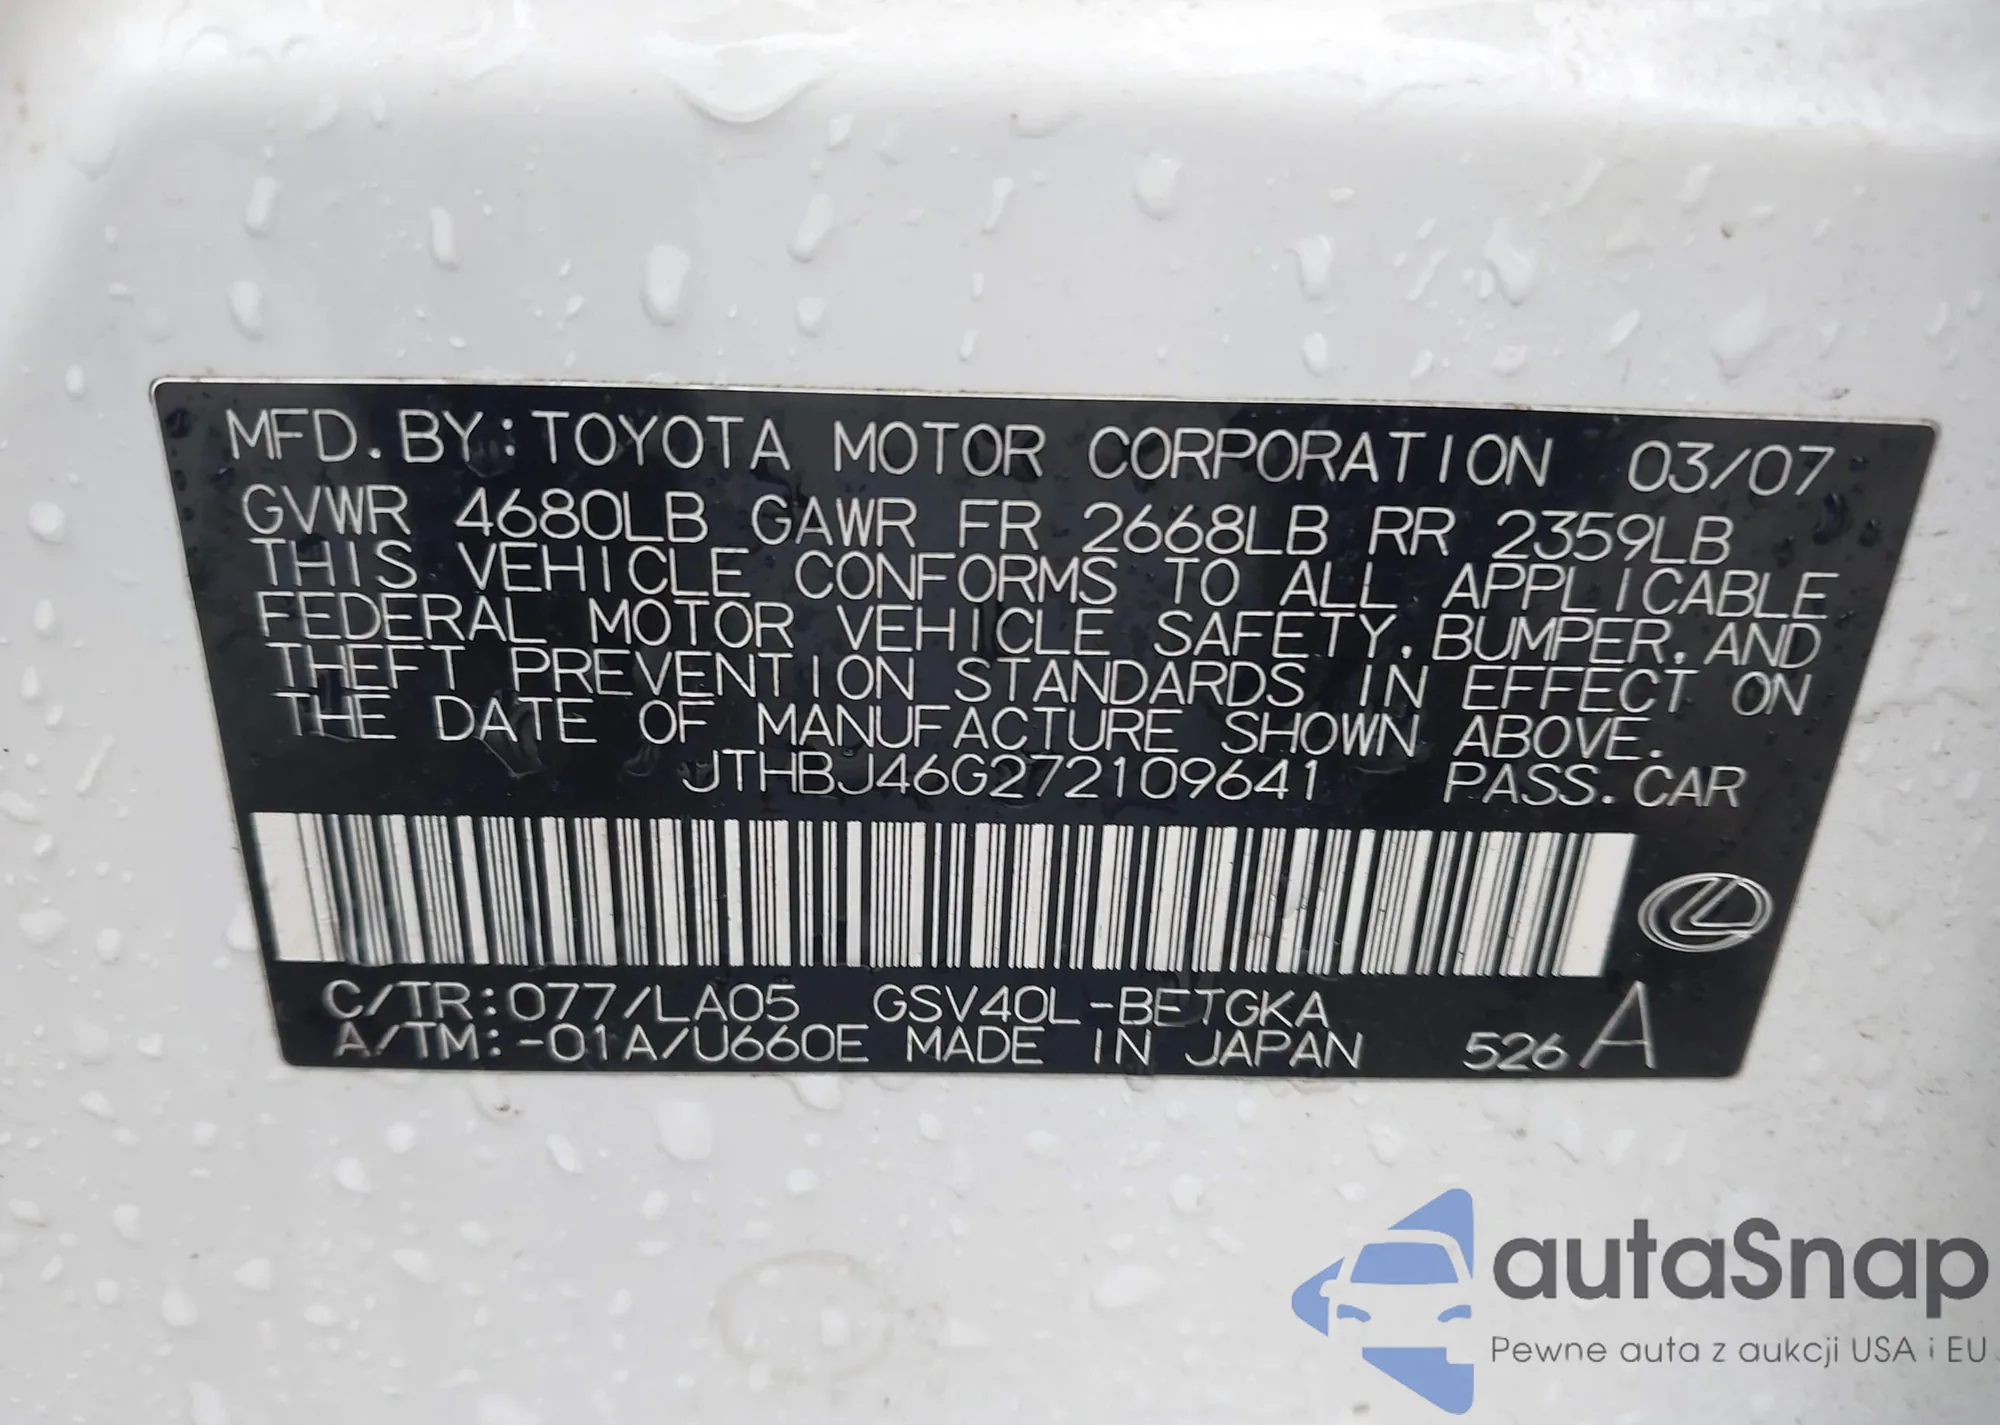 MFD. BY: TOYOTA MOTOR CORPORATION 03/07
GVWR 4680LB GAWR FR 2668LB RR 2359LB
THIS VEHICLE CONFORMS TO ALL APPLICABLE
FEDERAL MOTOR VEHICLE SAFETY, BUMPER, AND
THEFT PREVENTION STANDARDS IN EFFECT ON
THE DATE OF MANUFACTURE SHOWN ABOVE.
JTHBJ46G272109641 PASS. CAR
C/TR: 077/LA05 GSV40L-BETGKA
A/TM: -01A/U660E MADE IN JAPAN 526 A
autaSnap
Pewne auta z aukcji USA i EU